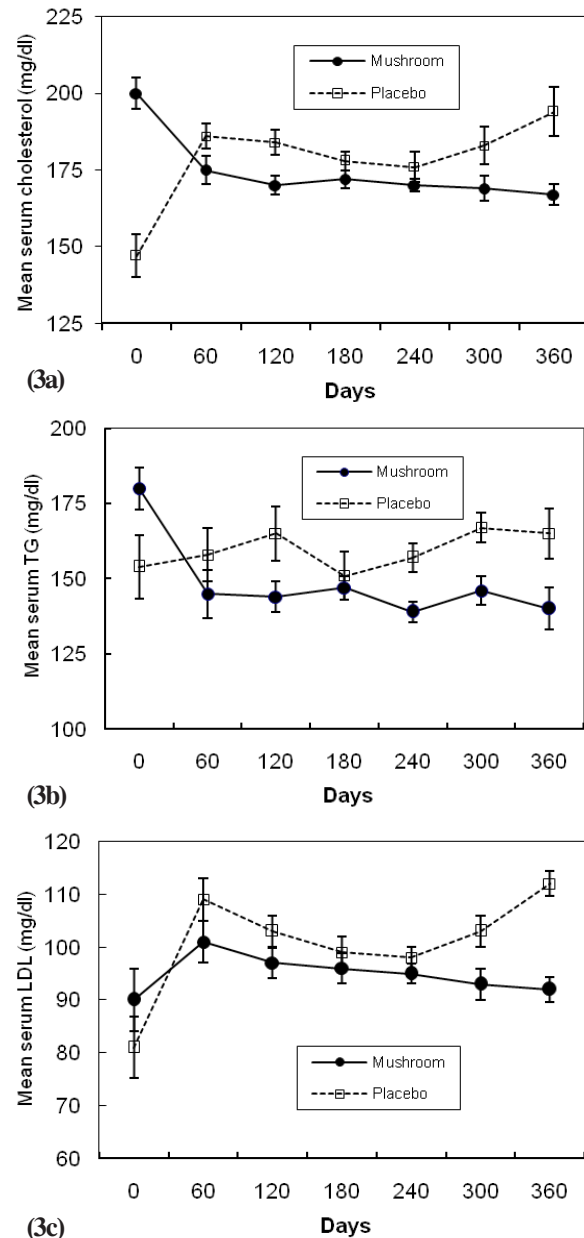 Mean serum cholesterol (mg/dl)
225
200
175
150
125
Mushroom
Placebo
0 60 120 180 240 300 360
(3a)
Days
Mean serum TG (mg/dl)
200
175
150
125
100
Mushroom
Placebo
0 60 120 180 240 300 360
(3b)
Days
Mean serum LDL (mg/dl)
120
110
100
90
80
70
60
Mushroom
Placebo
0 60 120 180 240 300 360
(3c)
Days